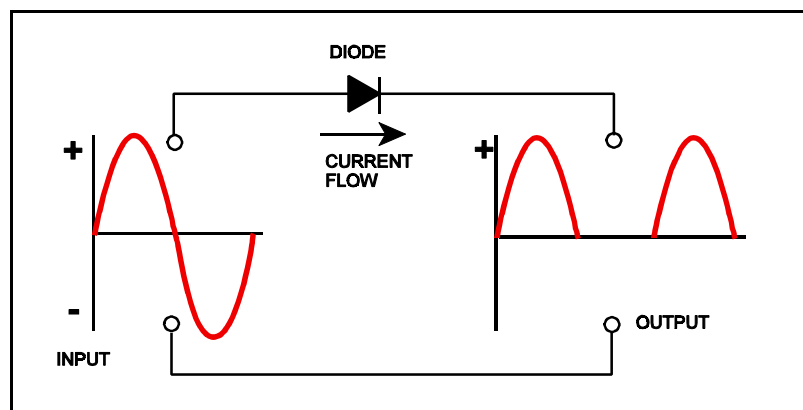 DIODE
+
CURRENT
FLOW
+
-
INPUT
OUTPUT